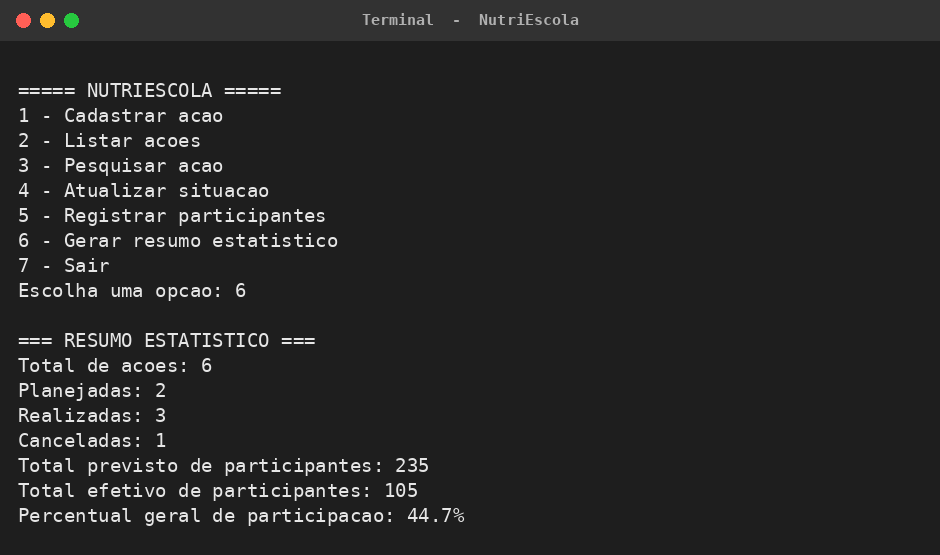 Terminal  -  NutriEscola
===== NUTRIESCOLA =====
1 - Cadastrar acao
2 - Listar acoes
3 - Pesquisar acao
4 - Atualizar situacao
5 - Registrar participantes
6 - Gerar resumo estatistico
7 - Sair
Escolha uma opcao: 6
=== RESUMO ESTATISTICO ===
Total de acoes: 6
Planejadas: 2
Realizadas: 3
Canceladas: 1
Total previsto de participantes: 235
Total efetivo de participantes: 105
Percentual geral de participacao: 44.7%